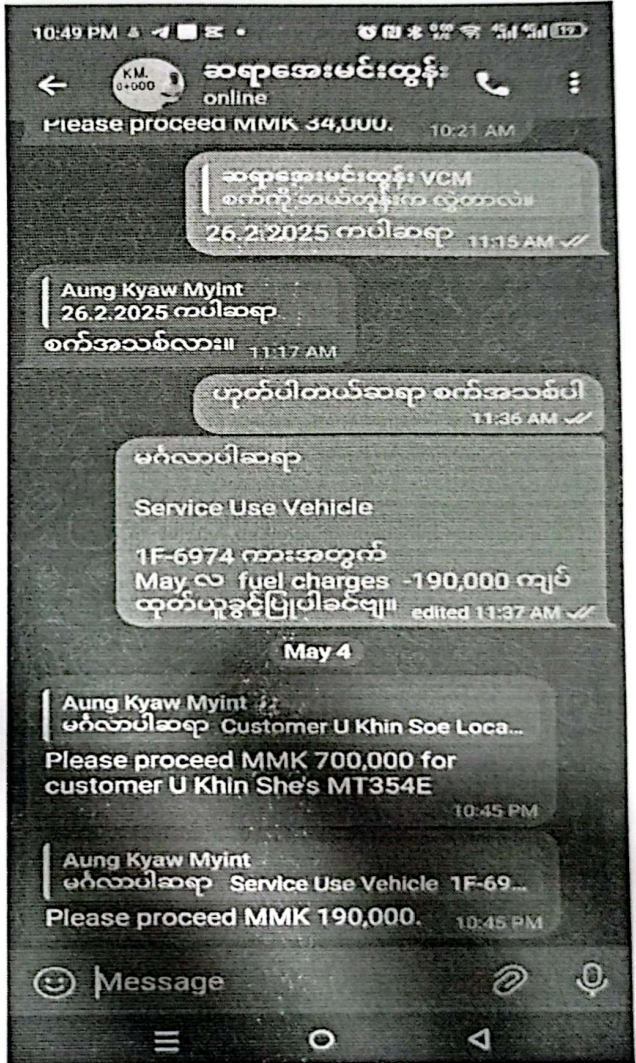 10:49 PM
19
KM.
0+000
ဆရာအေးမင်းထွန်း
online
Please proceed MMK 34,000. 10:21 AM
ဆရာအေးမင်းထွန်း VCM
စက်ကို ဘယ်တုန်းက လွှဲတာလဲ။
26.2.2025 ကပါဆရာ 11:15 AM
Aung Kyaw Myint
26.2.2025 ကပါဆရာ
စက်အသစ်လား။ 11:17 AM
ဟုတ်ပါတယ်ဆရာ စက်အသစ်ပါ
11:36 AM
မင်္ဂလာပါဆရာ
Service Use Vehicle
1F-6974 ကားအတွက်
May လ fuel charges -190,000 ကျပ်
ထုတ်ယူခွင့်ပြုပါခင်ဗျ။ edited 11:37 AM
May 4
Aung Kyaw Myint
မင်္ဂလာပါဆရာ Customer U Khin Soe Loca...
Please proceed MMK 700,000 for
customer U Khin She's MT354E
10:45 PM
Aung Kyaw Myint
မင်္ဂလာပါဆရာ Service Use Vehicle 1F-69...
Please proceed MMK 190,000. 10:45 PM
Message